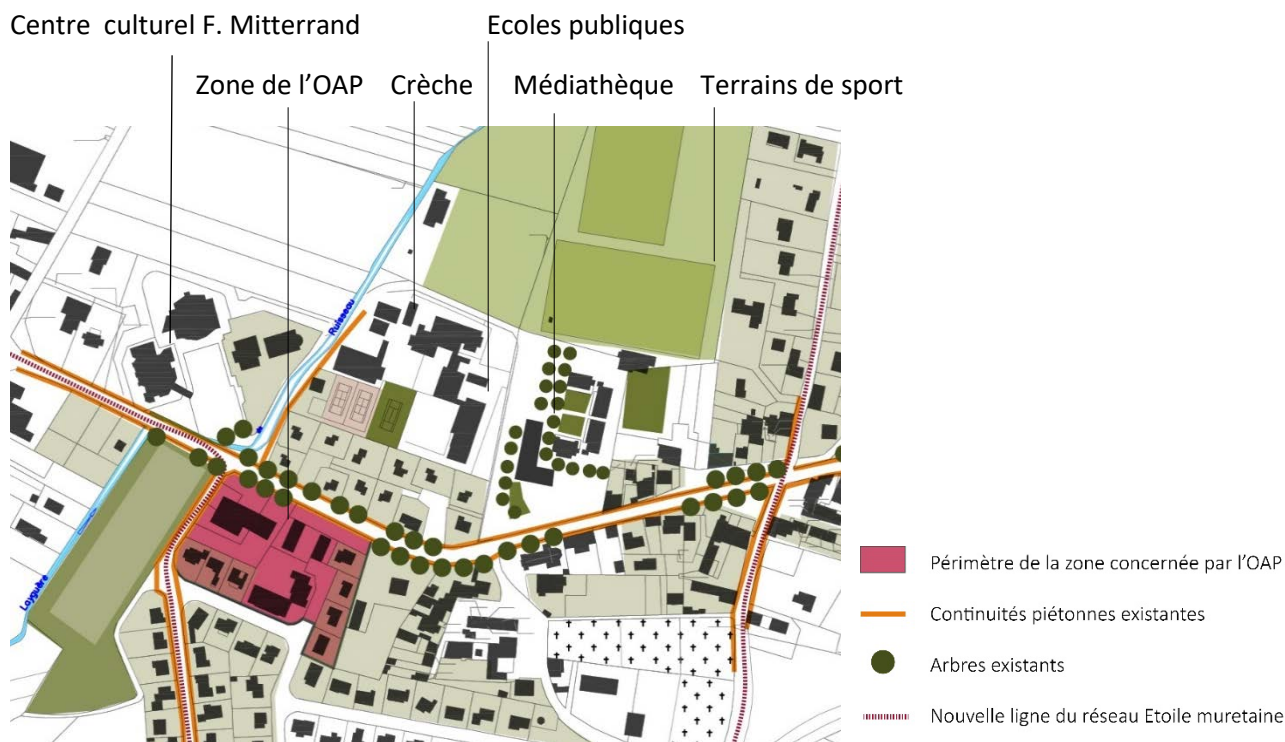 Centre culturel F. Mitterrand
Ecoles publiques
Zone de l’OAP
Crèche
Médiathèque
Terrains de sport
Ruisseau
Layguère
Périmètre de la zone concernée par l’OAP
Continuités piétonnes existantes
Arbres existants
Nouvelle ligne du réseau Etoile muretaine